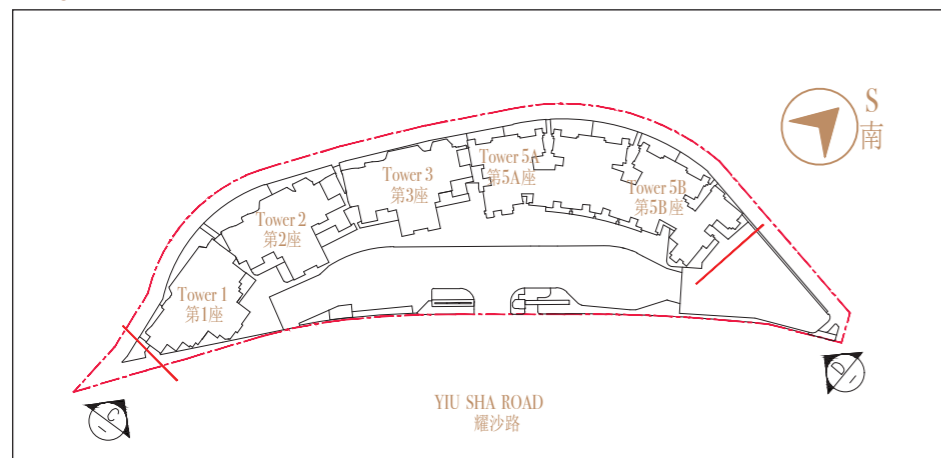 S
南
Tower 5A
第5A座
Tower 3
第3座
Tower 5B
第5B座
Tower 2
第2座
Tower 1
第1座
D
C
YIU SHA ROAD
耀沙路